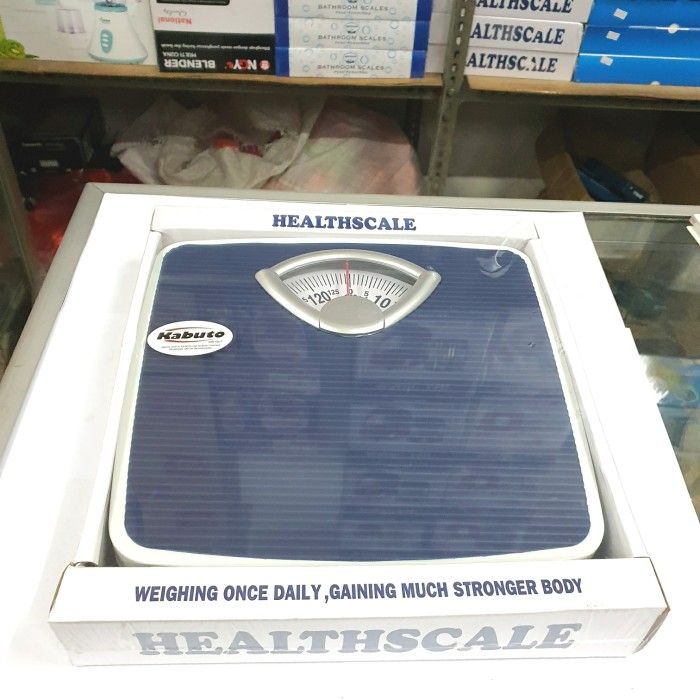 National
BLENDER
BATHROOM SCALES
BATHROOM SCALES
ALTHSCALE
ALTHSCALE
ALTHSCALE
HEALTHSCALE
120 125 0 5 10
Kabuto
WEIGHING ONCE DAILY,GAINING MUCH STRONGER BODY
HEALTHSCALE